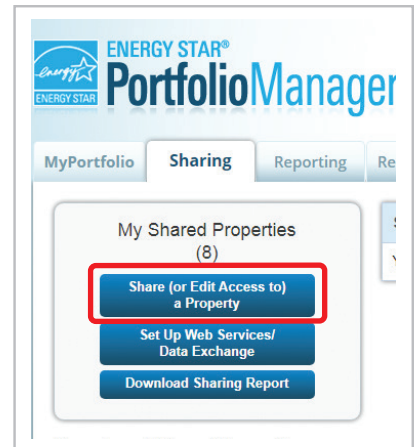 ENERGY STAR®
PortfolioManager
energy
ENERGY STAR
MyPortfolio Sharing Reporting
My Shared Properties
(8)
Share (or Edit Access to)
a Property
Set Up Web Services/
Data Exchange
Download Sharing Report